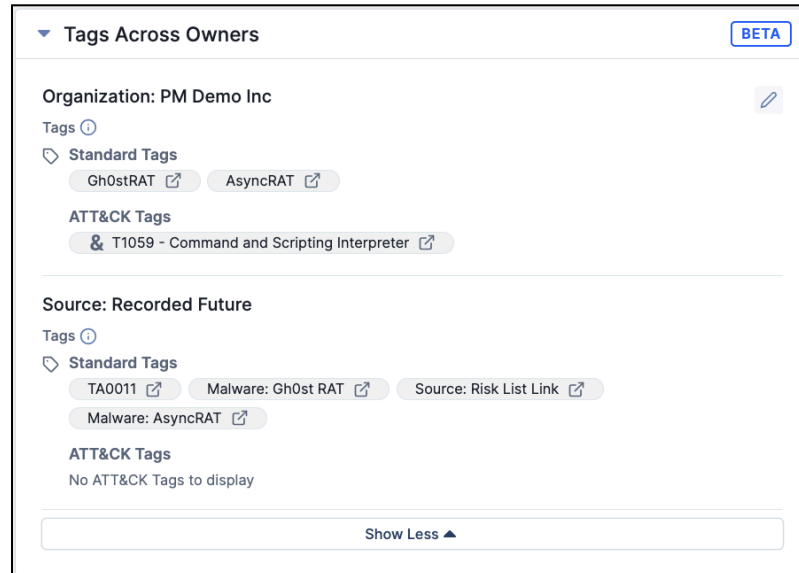 Tags Across Owners
BETA
Organization: PM Demo Inc
Tags
Standard Tags
Gh0stRAT AsyncRAT
ATT&CK Tags
& T1059 - Command and Scripting Interpreter
Source: Recorded Future
Tags
Standard Tags
TA0011 Malware: Gh0st RAT Source: Risk List Link
Malware: AsyncRAT
ATT&CK Tags
No ATT&CK Tags to display
Show Less